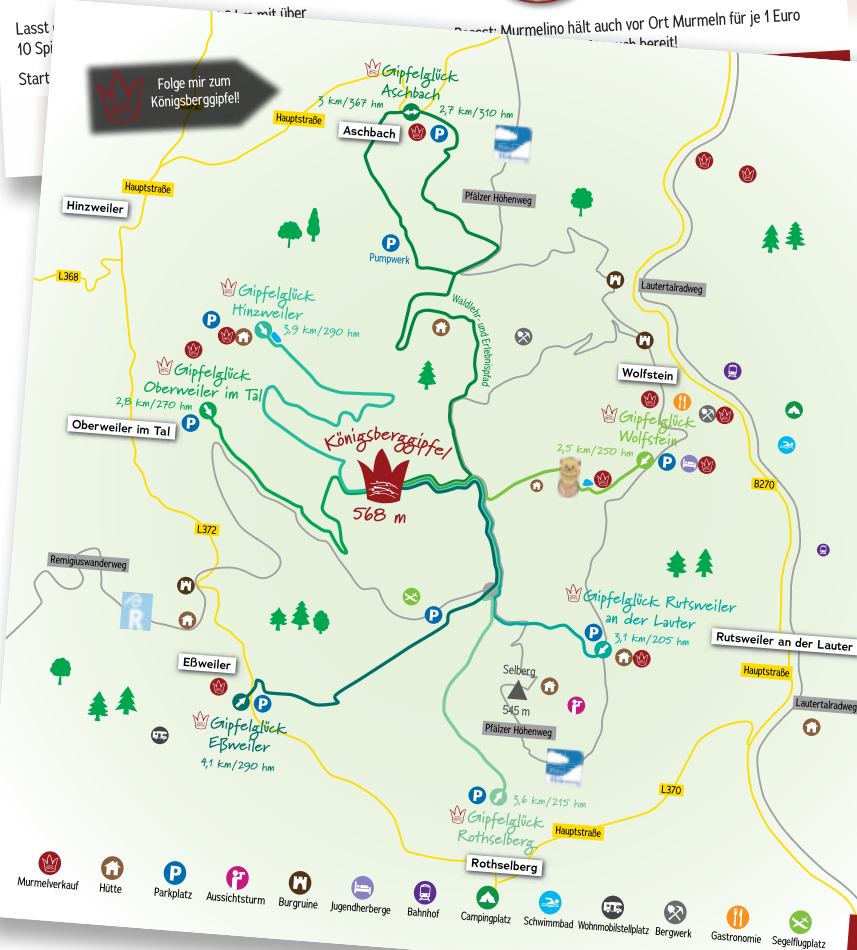 mit über
Lasst
10 Spi
Start
Passt: Murmelino hält auch vor Ort Murmeln für je 1 Euro
auch bereit!
Folge mir zum
Königsberggipfel!
Gipfelglück
Aschbach
3 km/367 hm
2,7 km/310 hm
Hauptstraße
Aschbach
P
Hauptstraße
Hinzweiler
Pfälzer Höhenweg
P
Pumpwerk
L368
Lautertalradweg
Gipfelglück
Hinzweiler
3,9 km/290 hm
P
Waldlehr- und Erlebnispfad
Gipfelglück
Oberweiler im Tal
2,8 km/270 hm
P
Oberweiler im Tal
Wolfstein
Gipfelglück
Wolfstein
2,5 km/250 hm
P
Königsberggipfel
568 m
B270
L372
Remigiuswanderweg
R
P
Gipfelglück Rutsweiler
an der Lauter
3,1 km/205 hm
P
Rutsweiler an der Lauter
Hauptstraße
Eßweiler
P
Gipfelglück
Eßweiler
4,1 km/290 hm
Selberg
545 m
Pfälzer Höhenweg
Lautertalradweg
L370
P
3,6 km/215 hm
Gipfelglück
Rothselberg
Hauptstraße
Rothselberg
P
Murmelverkauf
Hütte
Parkplatz
Aussichtsturm
Burgruine
Jugendherberge
Bahnhof
Campingplatz
Schwimmbad
Wohnmobilstellplatz
Bergwerk
Gastronomie
Segelflugplatz